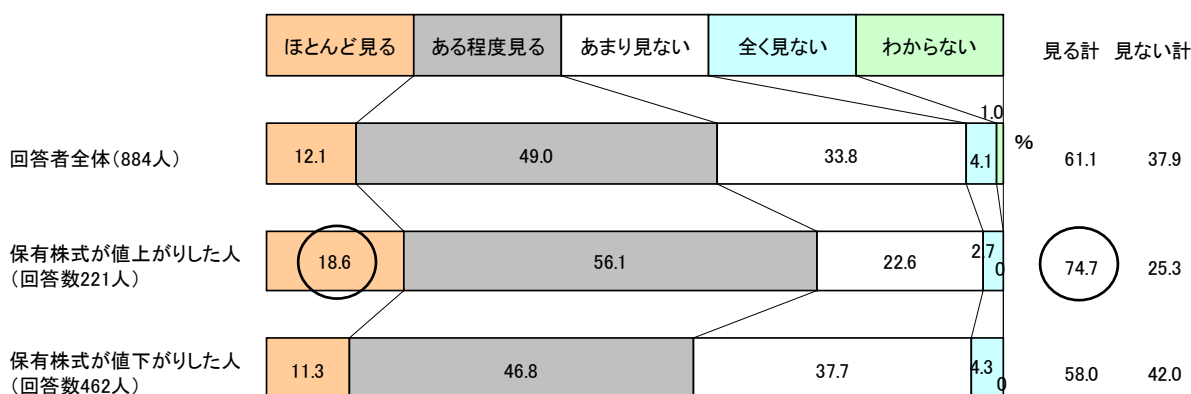 ほとんど見る ある程度見る あまり見ない 全く見ない わからない 見る計 見ない計
1.0
%
回答者全体(884人) 12.1 49.0 33.8 4.1 61.1 37.9
保有株式が値上がりした人
(回答数221人)
18.6 56.1 22.6 2.7 0 74.7 25.3
保有株式が値下がりした人
(回答数462人)
11.3 46.8 37.7 4.3 0 58.0 42.0